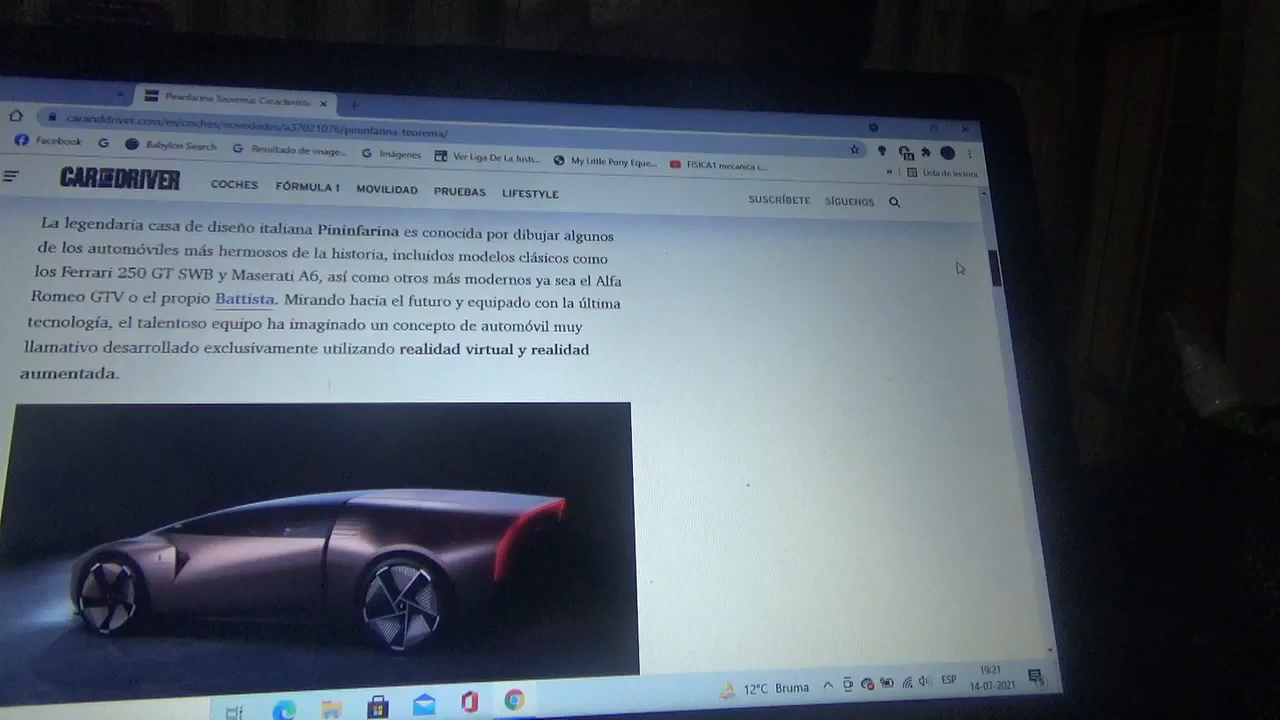 Pininfarina Teorema: Característi
caranddriver.com/es/coches/novedades/a37021076/pininfarina-teorema/
Facebook
Babylon Search
Resultado de image...
Imágenes
Ver Liga De La Justi...
My Little Pony Eque...
FISICA1 mecanica c...
Lista de lectura
CAR AND DRIVER
COCHES FÓRMULA 1 MOVILIDAD PRUEBAS LIFESTYLE
SUSCRÍBETE SÍGUENOS
La legendaria casa de diseño italiana Pininfarina es conocida por dibujar algunos
de los automóviles más hermosos de la historia, incluidos modelos clásicos como
los Ferrari 250 GT SWB y Maserati A6, así como otros más modernos ya sea el Alfa
Romeo GTV o el propio Battista. Mirando hacia el futuro y equipado con la última
tecnología, el talentoso equipo ha imaginado un concepto de automóvil muy
llamativo desarrollado exclusivamente utilizando realidad virtual y realidad
aumentada.
12°C Bruma
ESP
19:21
14-07-2021